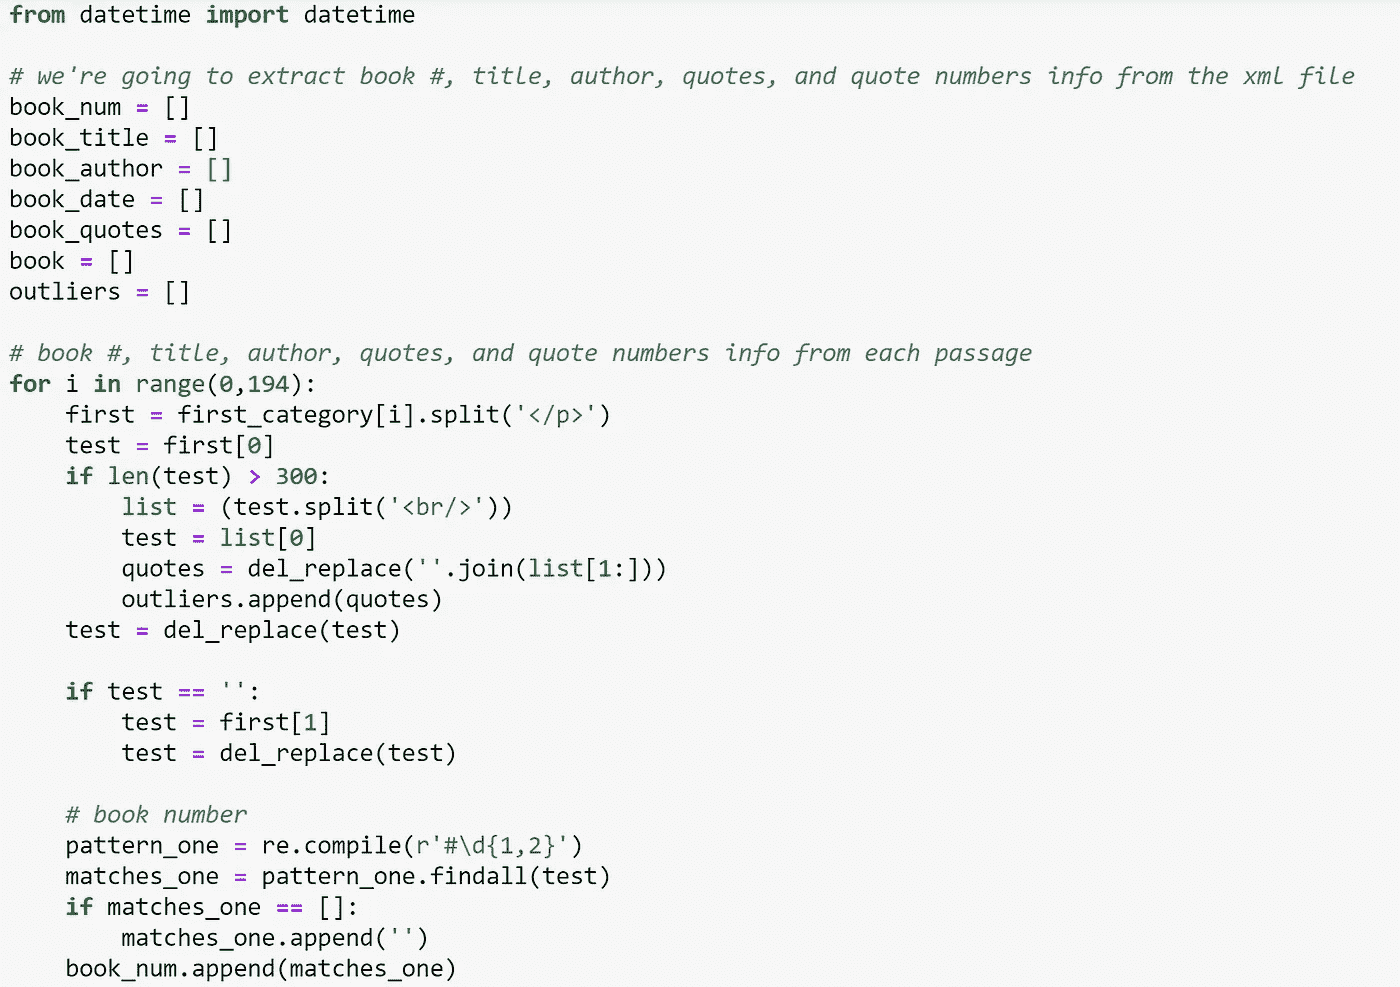 from datetime import datetime

# we're going to extract book #, title, author, quotes, and quote numbers info from the xml file
book_num = []
book_title = []
book_author = []
book_date = []
book_quotes = []
book = []
outliers = []

# book #, title, author, quotes, and quote numbers info from each passage
for i in range(0,194):
    first = first_category[i].split('</p>')
    test = first[0]
    if len(test) > 300:
        list = (test.split('<br/>'))
        test = list[0]
        quotes = del_replace(''.join(list[1:]))
        outliers.append(quotes)
    test = del_replace(test)

    if test == '':
        test = first[1]
        test = del_replace(test)

    # book number
    pattern_one = re.compile(r'#\d{1,2}')
    matches_one = pattern_one.findall(test)
    if matches_one == []:
        matches_one.append('')
    book_num.append(matches_one)